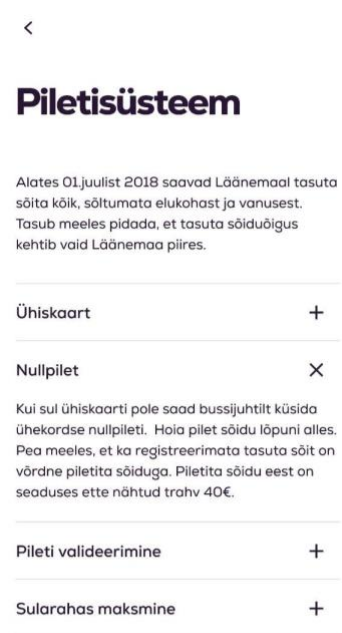 Piletisüsteem
Alates 01.juulist 2018 saavad Läänemaal tasuta
sõita kõik, sõltumata elukohast ja vanusest.
Tasub meeles pidada, et tasuta sõiduõigus
kehtib vaid Läänemaa piires.
Ühiskaart
Nullpilet
Kui sul ühiskaarti pole saad bussijuhtilt küsida
ühekordse nullpileti. Hoia pilet sõidu lõpuni alles.
Pea meeles, et ka registreerimata tasuta sõit on
võrdne piletita sõiduga. Piletita sõidu eest on
seaduses ette nähtud trahv 40€.
Pileti valideerimine
Sularahas maksmine